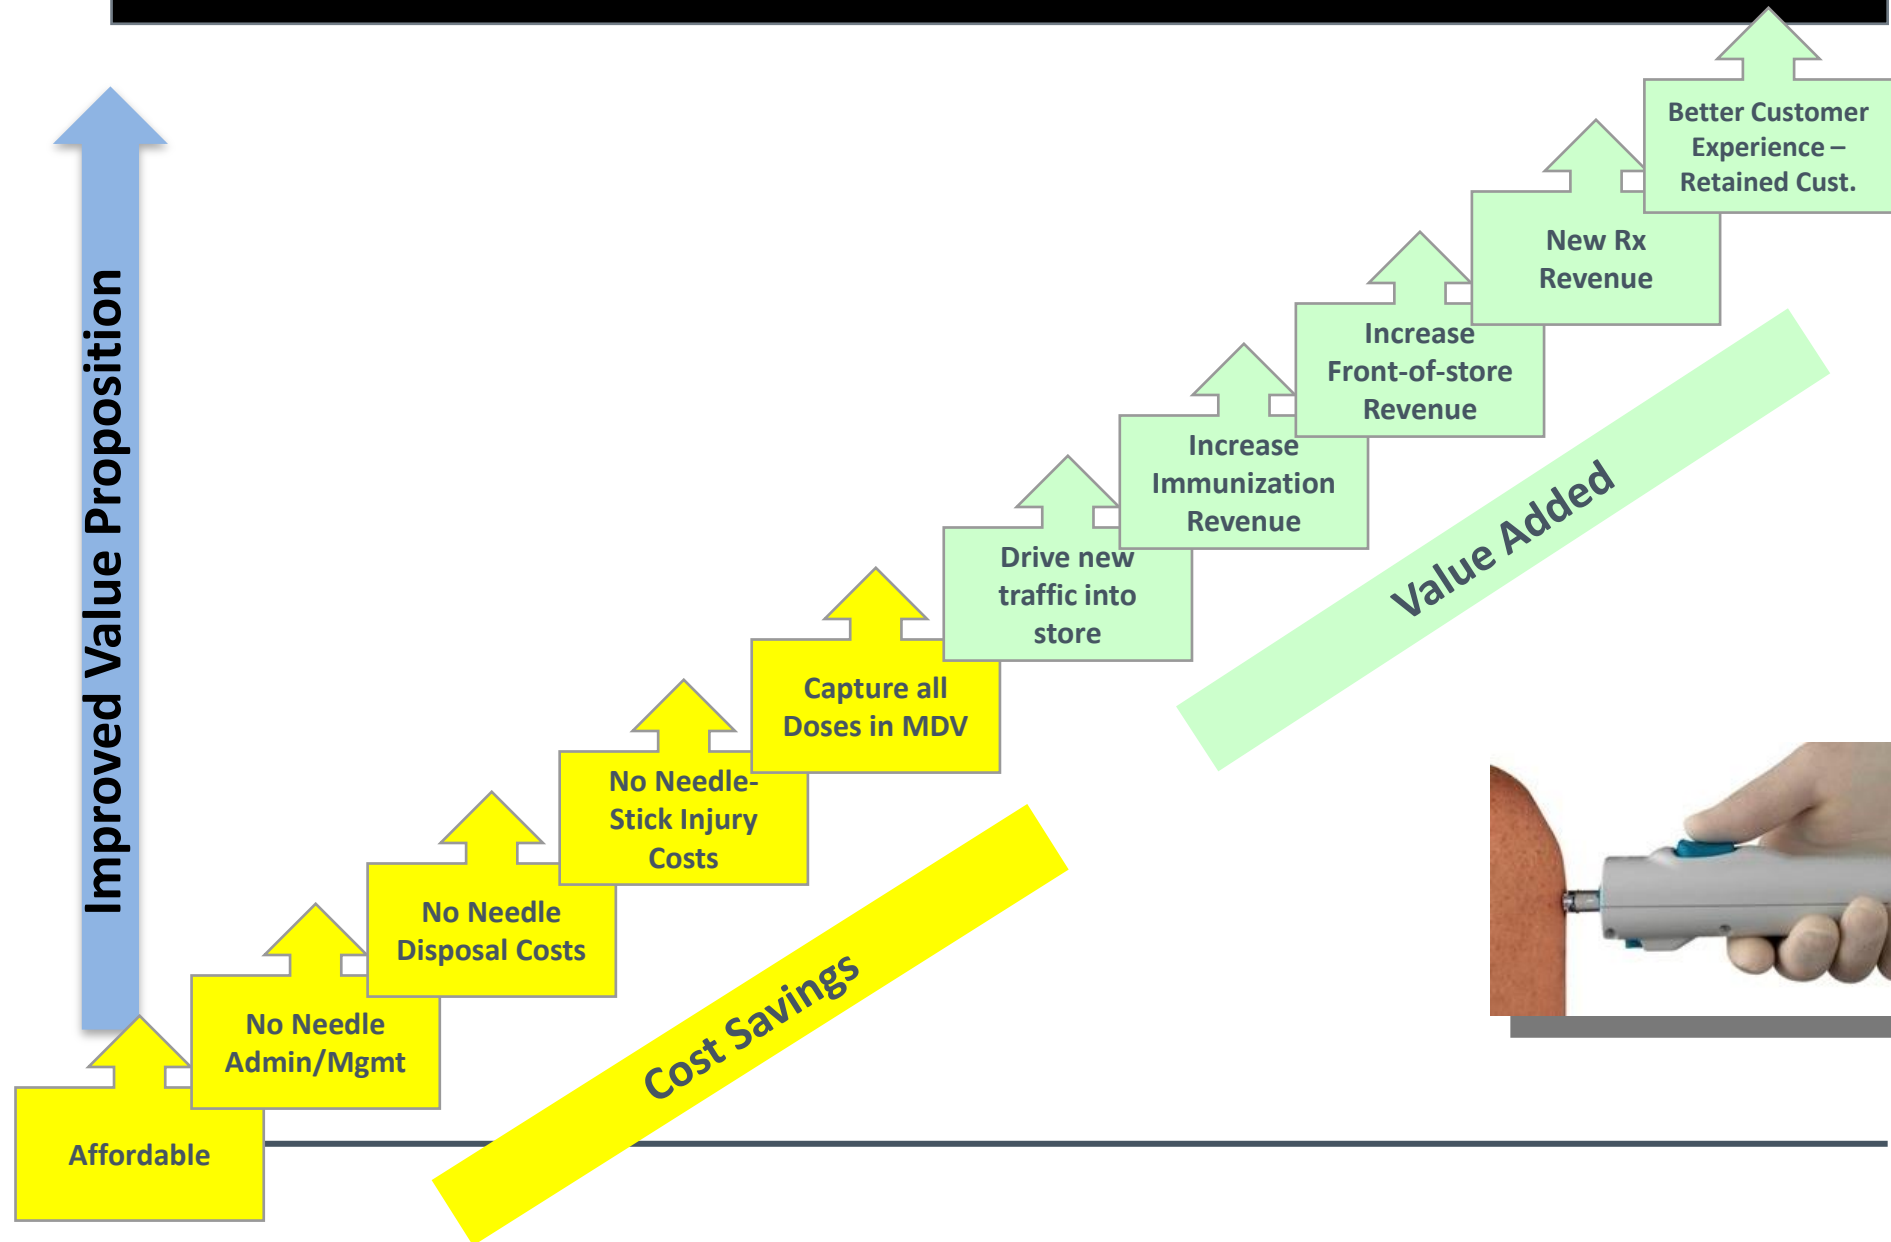 Better Customer
Experience –
Retained Cust.
New Rx
Revenue
Increase
Front-of-store
Revenue
Increase
Immunization
Revenue
Drive new
traffic into
store
Capture all
Doses in MDV
No Needle-
Stick Injury
Costs
No Needle
Disposal Costs
No Needle
Admin/Mgmt
Affordable
Improved Value Proposition
Value Added
Cost Savings